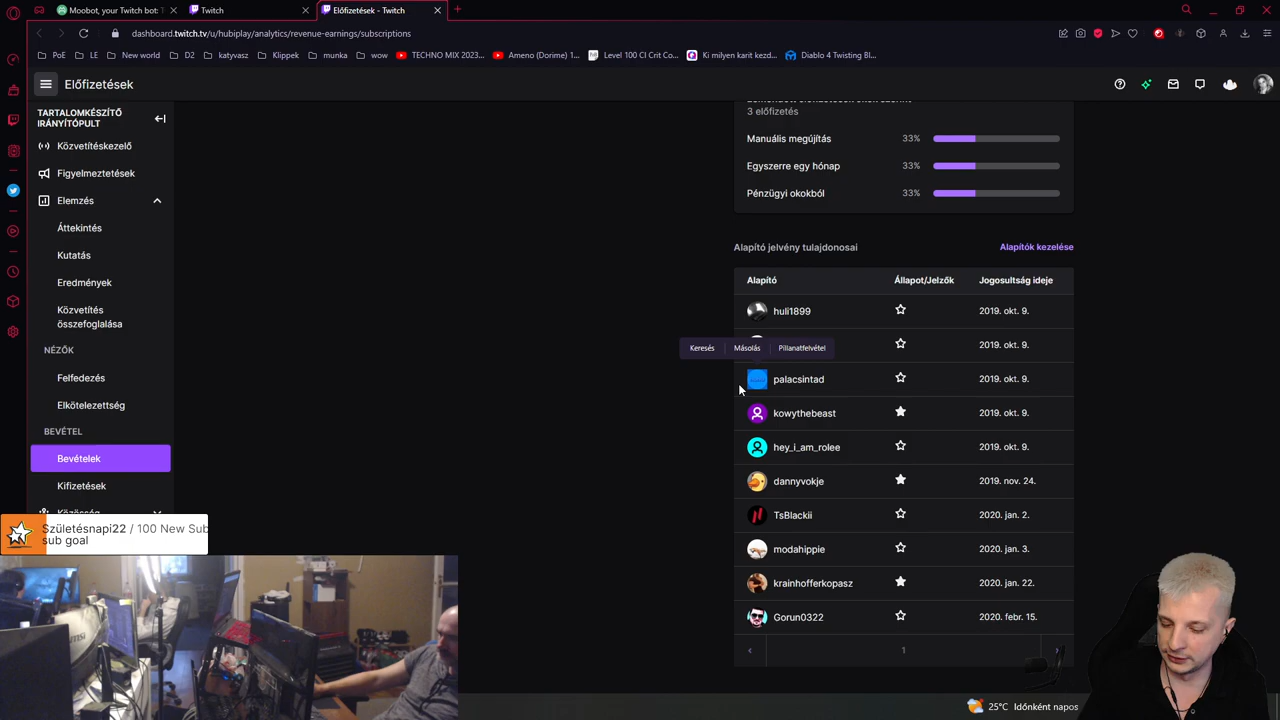 Moobot, your Twitch bot: T
Twitch
Előfizetések - Twitch
dashboard.twitch.tv/u/hubiplay/analytics/revenue-earnings/subscriptions
PoE
LE
New world
D2
katyvasz
Klippek
munka
wow
TECHNO MIX 2023...
Ameno (Dorime) 1...
Level 100 CI Crit Co...
Ki milyen karit kezd...
Diablo 4 Twisting Bl...
Előfizetések
TARTALOMKÉSZÍTŐ
IRÁNYÍTÓPULT
Közvetítéskezelő
Figyelmeztetések
Elemzés
Áttekintés
Kutatás
Eredmények
Közvetítés
összefoglalása
NÉZŐK
Felfedezés
Elkötelezettség
BEVÉTEL
Bevételek
Kifizetések
Születésnapi22 / 100 New Sub
sub goal
3 előfizetés
Manuális megújítás 33%
Egyszerre egy hónap 33%
Pénzügyi okokból 33%
Alapító jelvény tulajdonosai
Alapítók kezelése
Alapító Állapot/Jelzők Jogosultság ideje
huli1899 2019. okt. 9.
2019. okt. 9.
Keresés Másolás Pillanatfelvétel
palacsintad 2019. okt. 9.
kowythebeast 2019. okt. 9.
hey_i_am_rolee 2019. okt. 9.
dannyvokje 2019. nov. 24.
TsBlackii 2020. jan. 2.
modahippie 2020. jan. 3.
krainhofferkopasz 2020. jan. 22.
Gorun0322 2020. febr. 15.
1
25°C Időnként napos